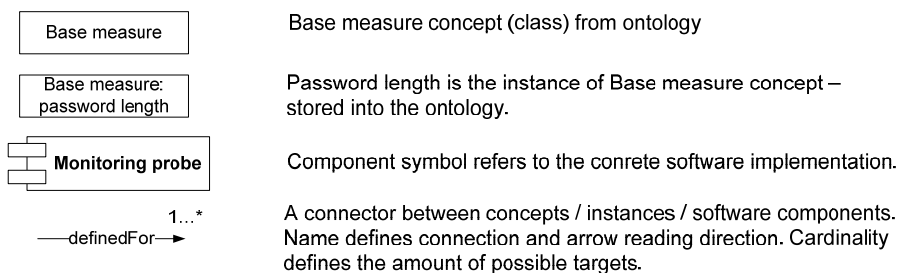 Base measure
Base measure concept (class) from ontology
Base measure:
password length
Password length is the instance of Base measure concept –
stored into the ontology.
Monitoring probe
Component symbol refers to the conrete software implementation.
1...*
definedFor
A connector between concepts / instances / software components.
Name defines connection and arrow reading direction. Cardinality
defines the amount of possible targets.